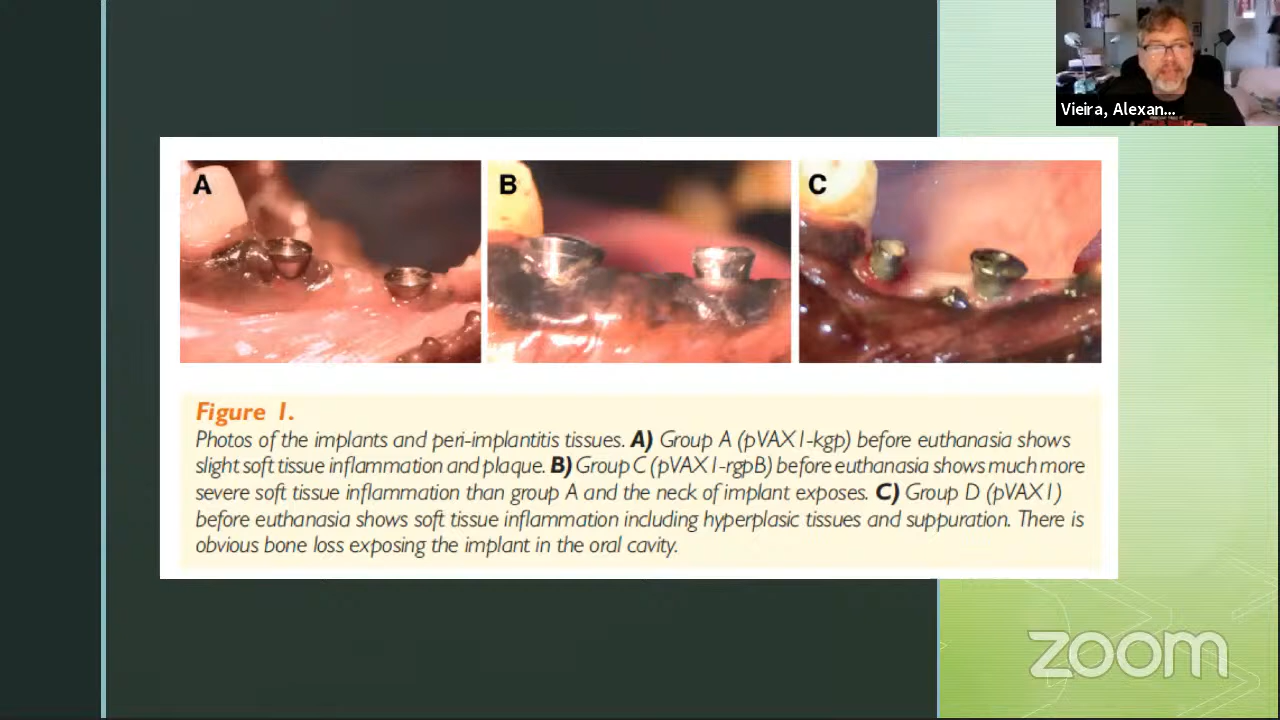 Vieira, Alexan...
A
B
C
Figure 1.
Photos of the implants and peri-implantitis tissues. A) Group A (pVAX1-kgp) before euthanasia shows
slight soft tissue inflammation and plaque. B) Group C (pVAX1-rgpB) before euthanasia shows much more
severe soft tissue inflammation than group A and the neck of implant exposes. C) Group D (pVAX1)
before euthanasia shows soft tissue inflammation including hyperplasic tissues and suppuration. There is
obvious bone loss exposing the implant in the oral cavity.
zoom